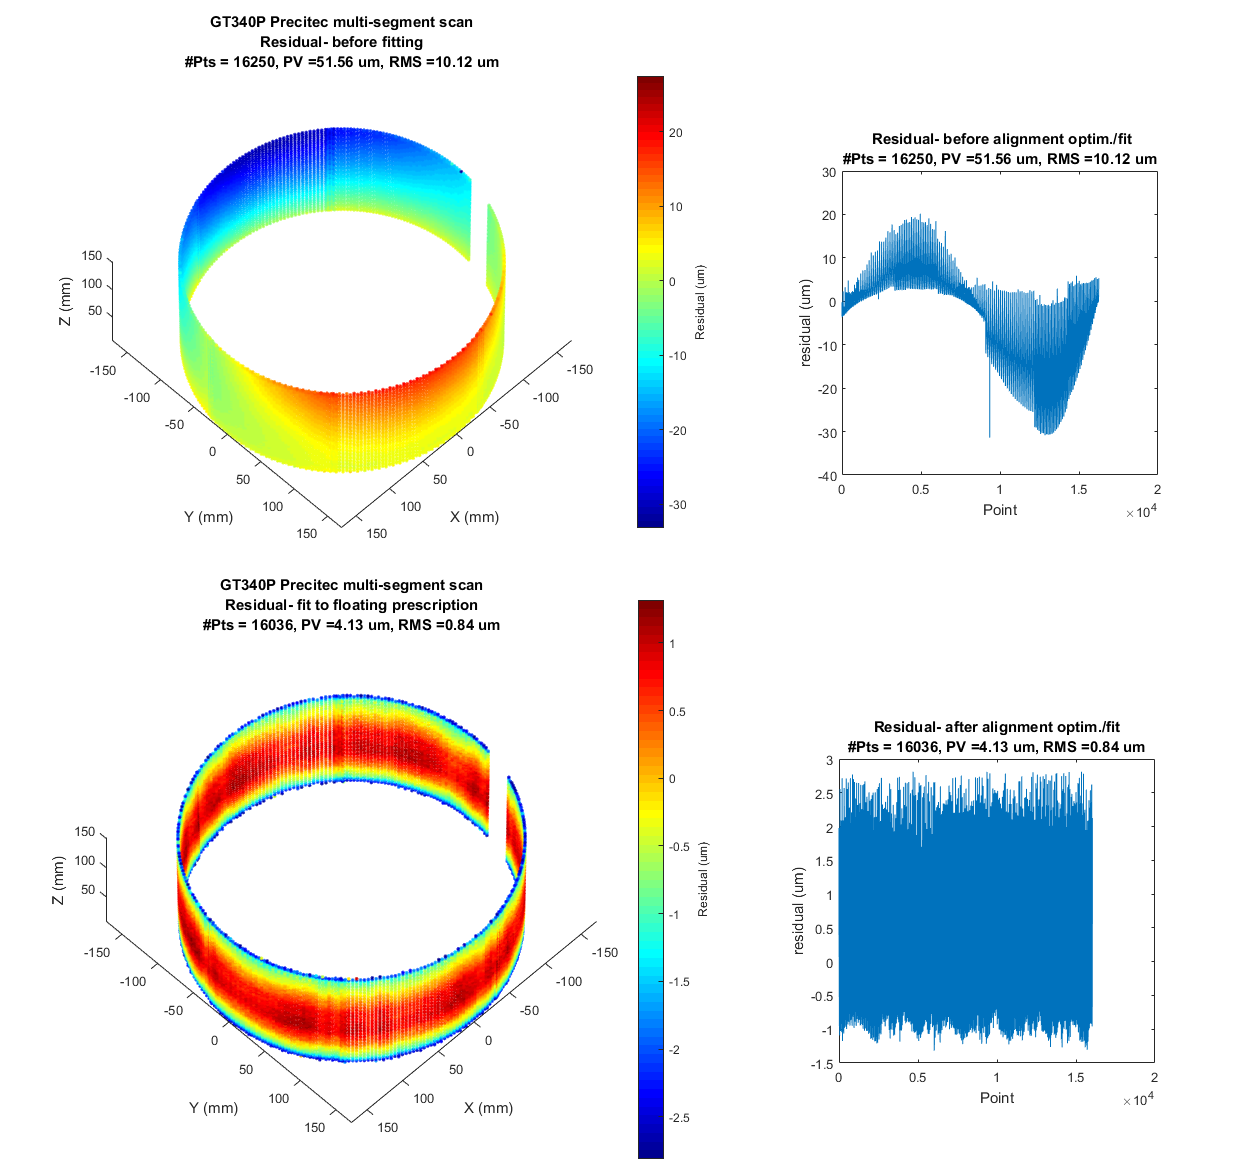 GT340P Precitec multi-segment scan
Residual- before fitting
#Pts = 16250, PV =51.56 um, RMS =10.12 um
150
100
50
Z (mm)
-150
-100
-50
0
50
100
150
Y (mm)
-150
-100
-50
0
50
100
150
X (mm)
20
10
0
-10
-20
-30
Residual (um)
Residual- before alignment optim./fit
#Pts = 16250, PV =51.56 um, RMS =10.12 um
30
20
10
0
-10
-20
-30
-40
residual (um)
0 0.5 1 1.5 2
Point
×10^4
GT340P Precitec multi-segment scan
Residual- fit to floating prescription
#Pts = 16036, PV =4.13 um, RMS =0.84 um
150
100
50
Z (mm)
-150
-100
-50
0
50
100
150
Y (mm)
-150
-100
-50
0
50
100
150
X (mm)
1
0.5
0
-0.5
-1
-1.5
-2
-2.5
Residual (um)
Residual- after alignment optim./fit
#Pts = 16036, PV =4.13 um, RMS =0.84 um
3
2.5
2
1.5
1
0.5
0
-0.5
-1
-1.5
residual (um)
0 0.5 1 1.5 2
Point
×10^4